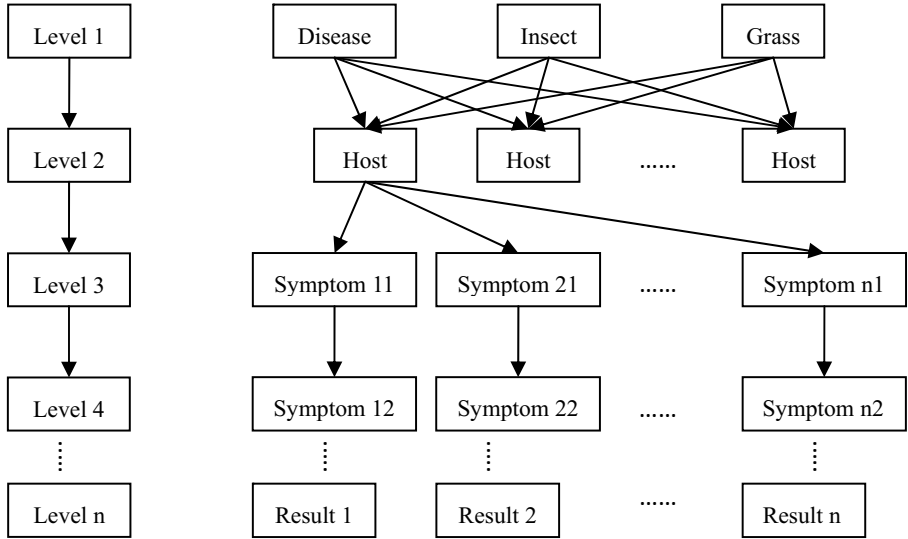 Level 1 Disease Insect Grass
Level 2 Host Host ...... Host
Level 3 Symptom 11 Symptom 21 ...... Symptom n1
Level 4 Symptom 12 Symptom 22 ...... Symptom n2
Level n Result 1 Result 2 ...... Result n